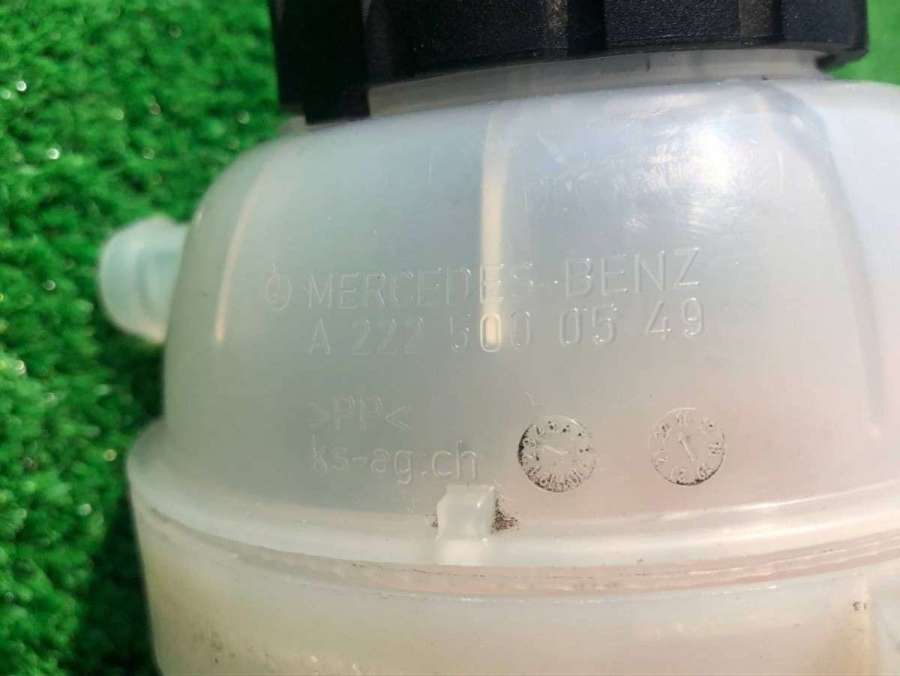 MERCEDES-BENZ
A 222 500 05 49
>PP<
ks-ag.ch